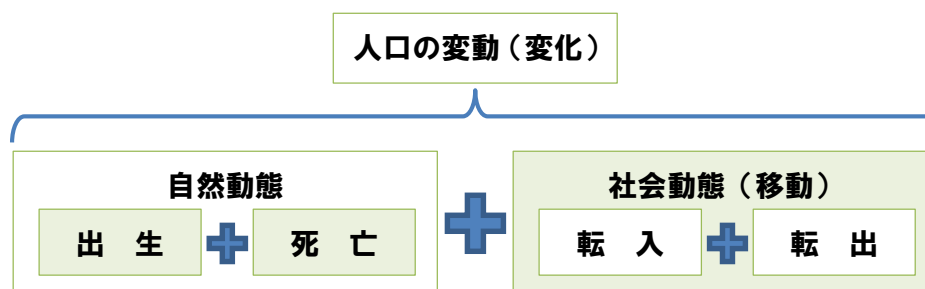 人口の変動（変化）
自然動態
社会動態（移動）
出　生
死　亡
転　入
転　出